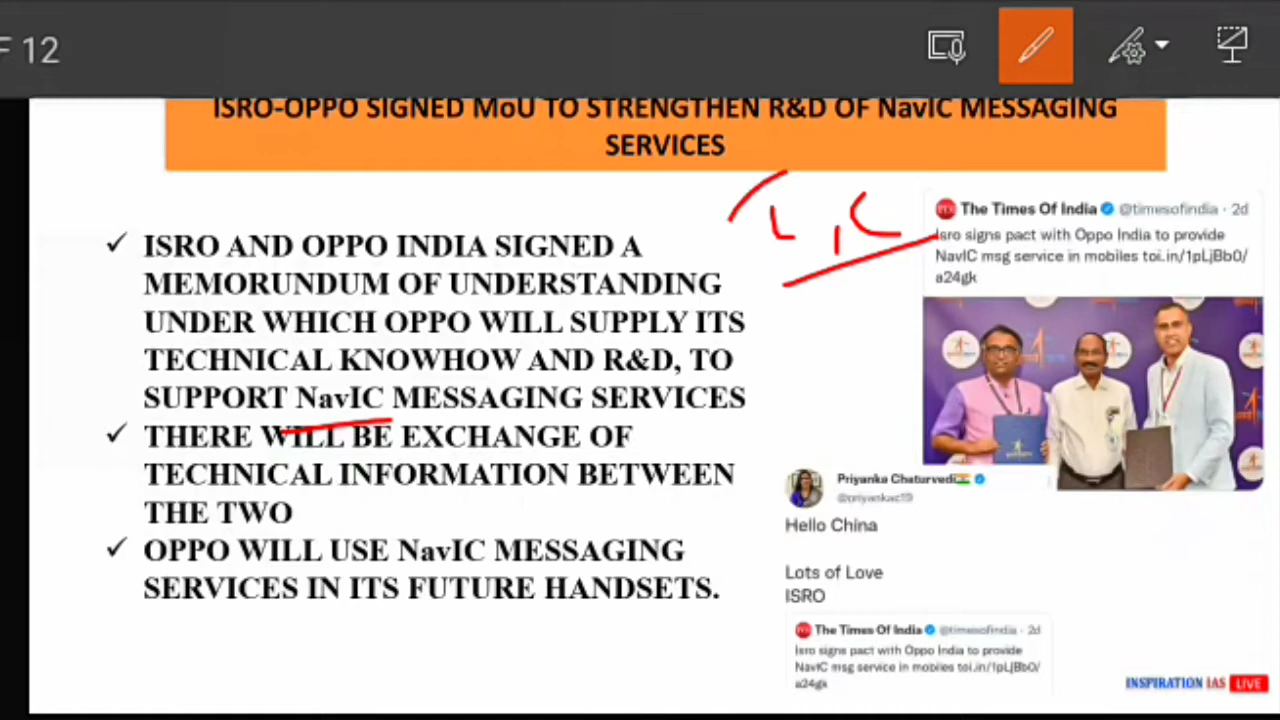 F 12
ISRO-OPPO SIGNED MoU TO STRENGTHEN R&D OF NavIC MESSAGING
SERVICES
✓ ISRO AND OPPO INDIA SIGNED A
MEMORUNDUM OF UNDERSTANDING
UNDER WHICH OPPO WILL SUPPLY ITS
TECHNICAL KNOWHOW AND R&D, TO
SUPPORT NavIC MESSAGING SERVICES
✓ THERE WILL BE EXCHANGE OF
TECHNICAL INFORMATION BETWEEN
THE TWO
✓ OPPO WILL USE NavIC MESSAGING
SERVICES IN ITS FUTURE HANDSETS.
The Times Of India @timesofindia · 2d
Isro signs pact with Oppo India to provide
NavIC msg service in mobiles toi.in/1pLjBb0/
a24gk
Priyanka Chaturvedi
@priyankac19
Hello China
Lots of Love
ISRO
The Times Of India @timesofindia · 2d
Isro signs pact with Oppo India to provide
NavIC msg service in mobiles toi.in/1pLjBb0/
a24gk
INSPIRATION IAS LIVE